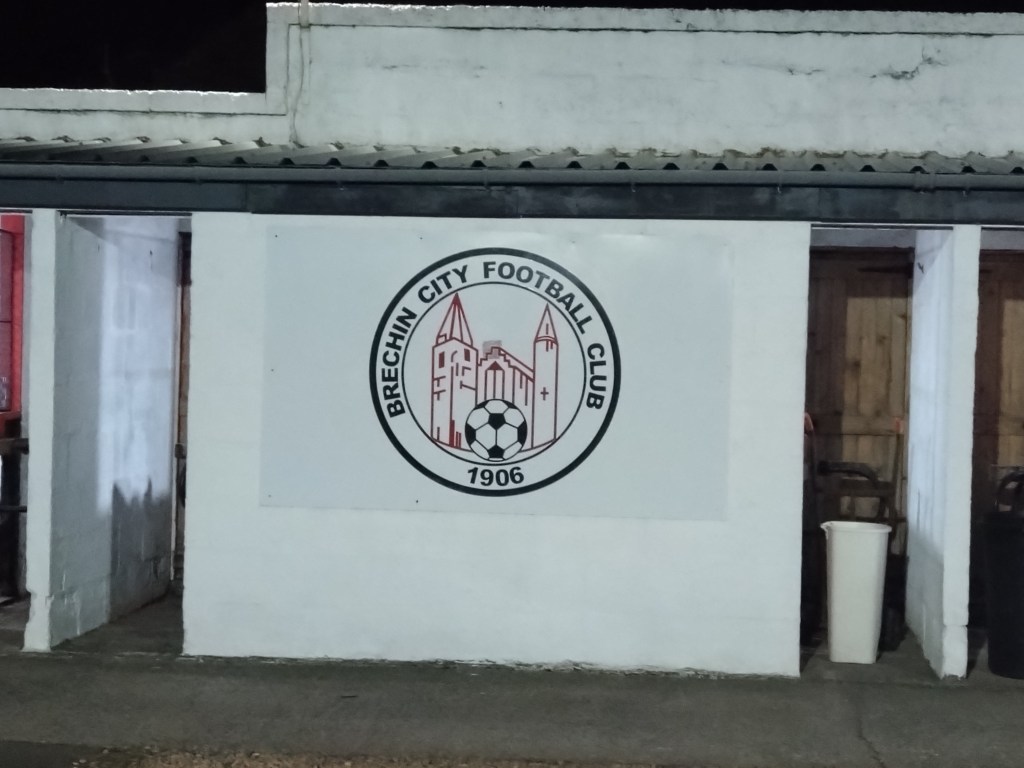 BRECHIN CITY FOOTBALL CLUB
1906